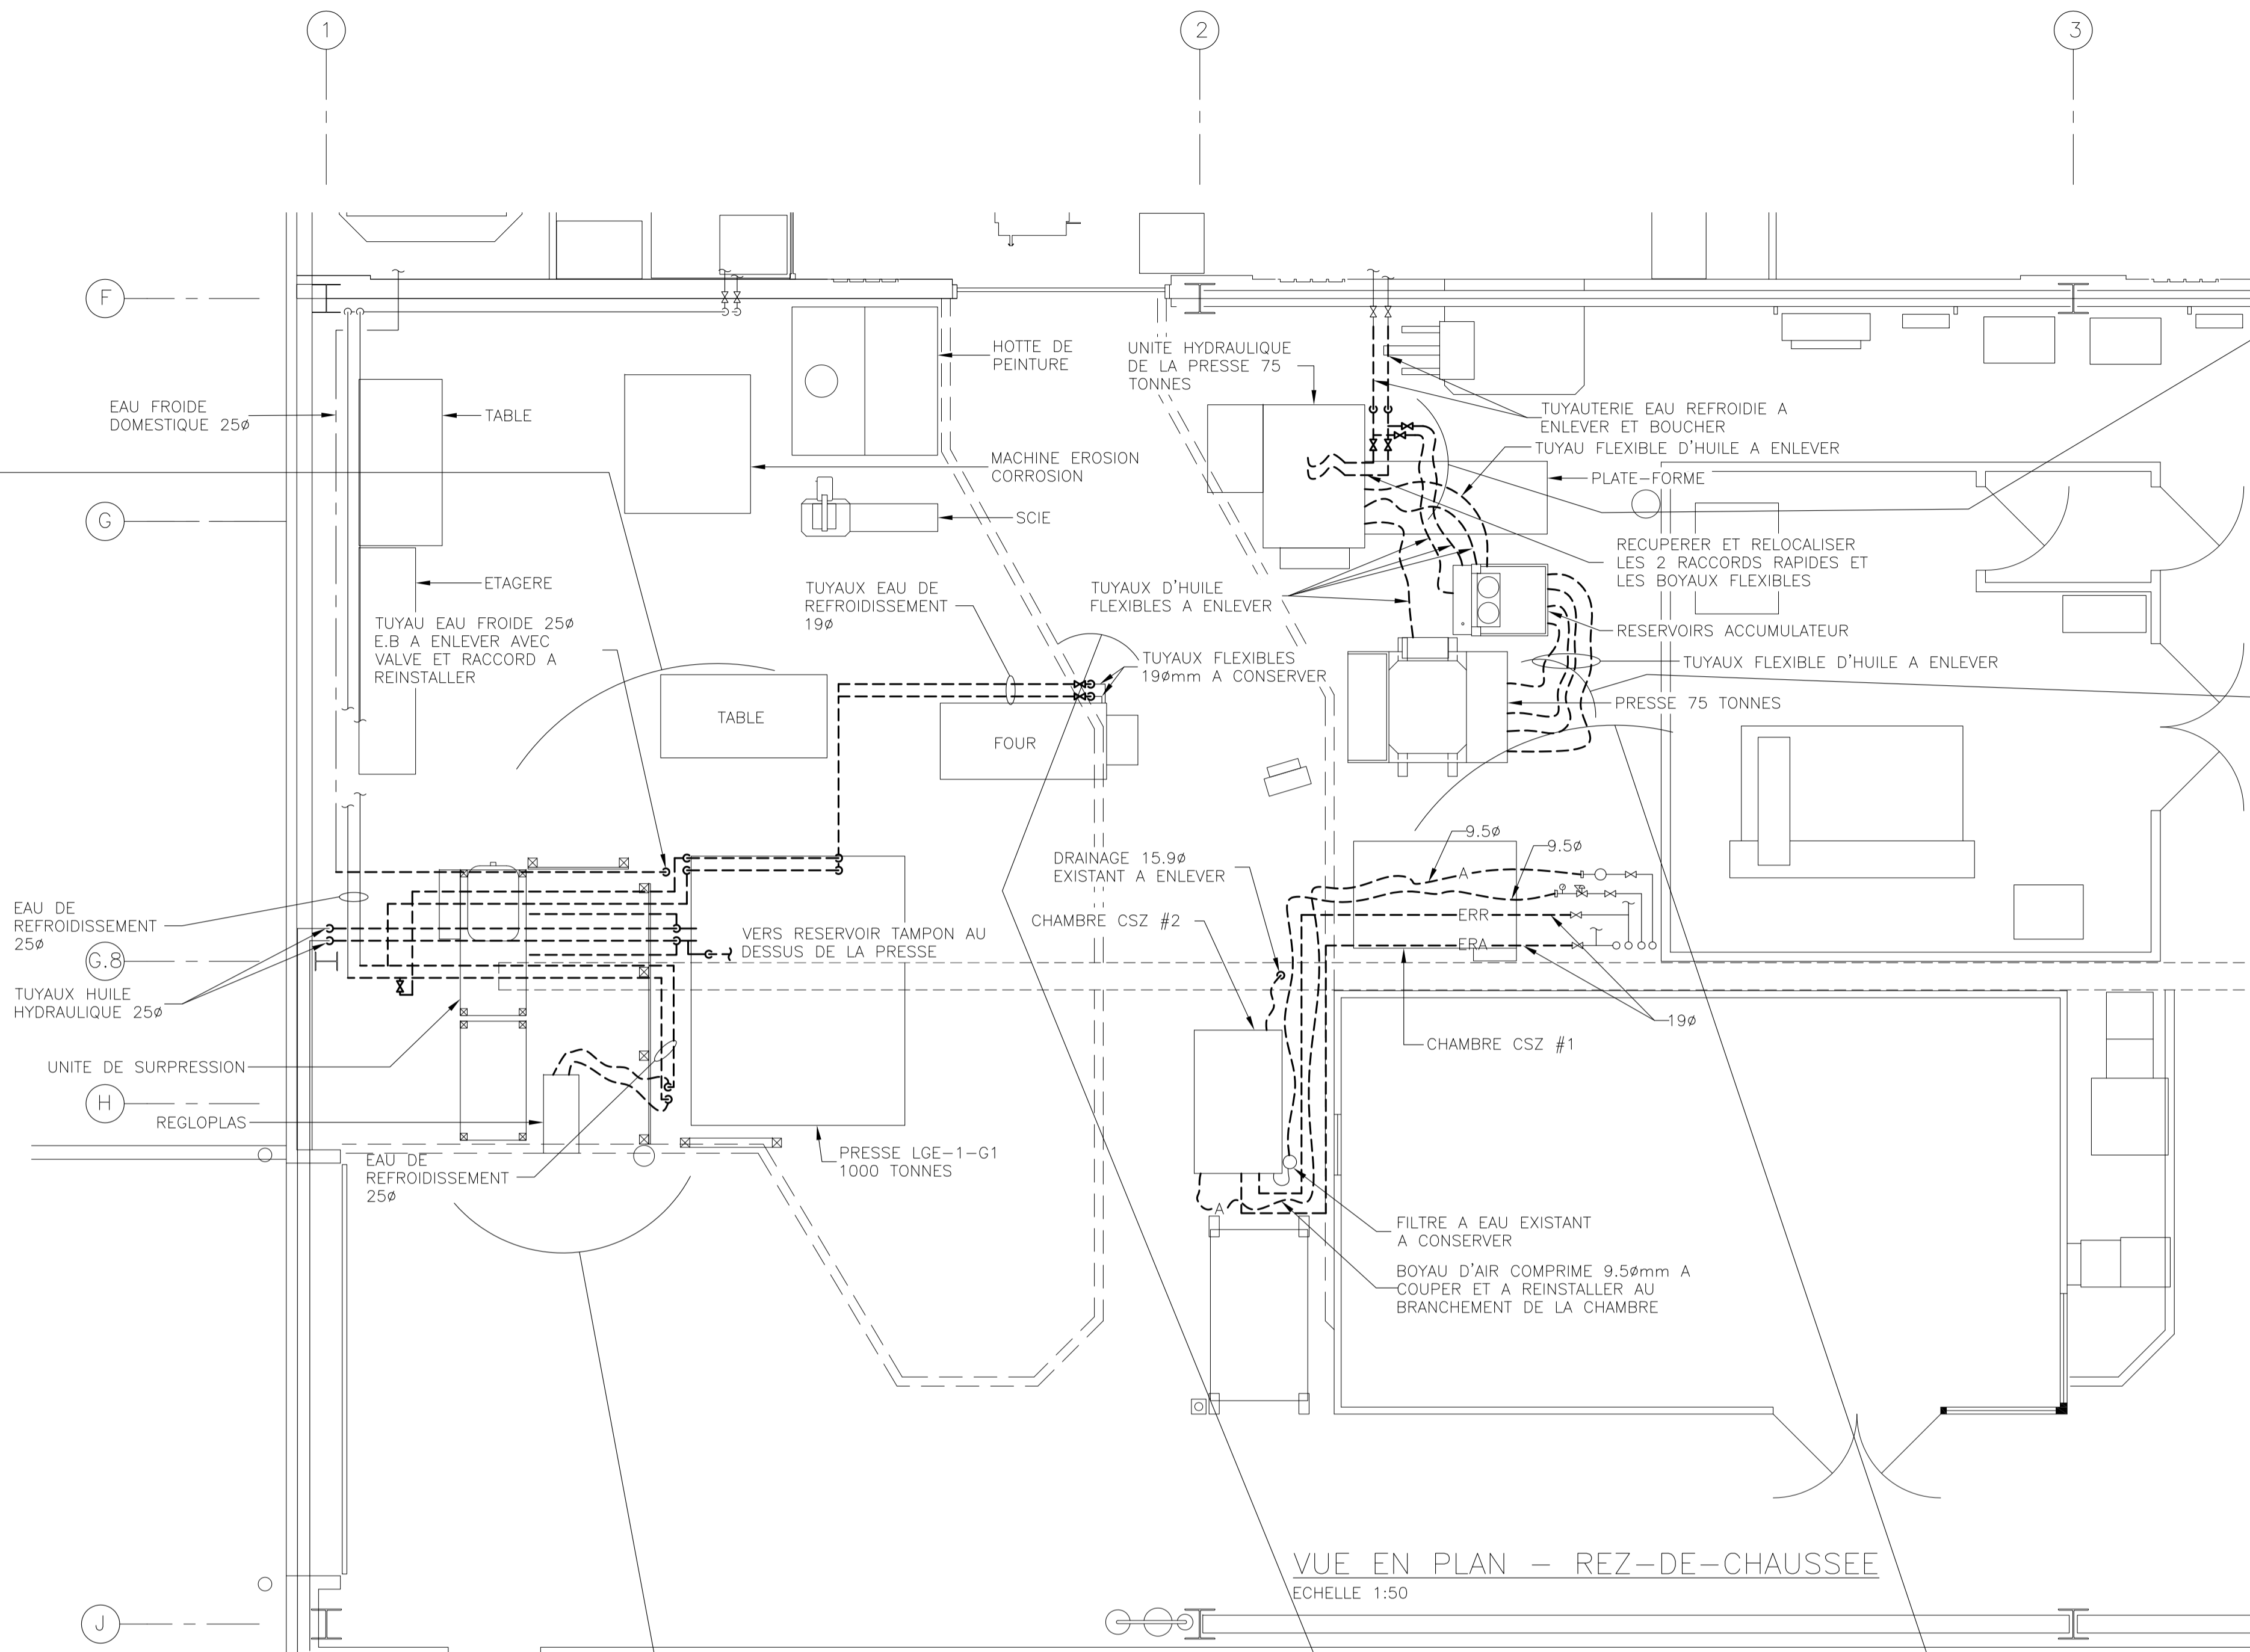 1
2
3
F
HOTTE DE
PEINTURE
UNITE HYDRAULIQUE
DE LA PRESSE 75
TONNES
EAU FROIDE
DOMESTIQUE 25ø
TABLE
TUYAUTERIE EAU REFROIDIE A
ENLEVER ET BOUCHER
TUYAU FLEXIBLE D'HUILE A ENLEVER
MACHINE EROSION
CORROSION
PLATE-FORME
G
SCIE
RECUPERER ET RELOCALISER
LES 2 RACCORDS RAPIDES ET
LES BOYAUX FLEXIBLES
ETAGERE
TUYAUX EAU DE
REFROIDISSEMENT
19ø
TUYAUX D'HUILE
FLEXIBLES A ENLEVER
TUYAU EAU FROIDE 25ø
E.B A ENLEVER AVEC
VALVE ET RACCORD A
REINSTALLER
RESERVOIRS ACCUMULATEUR
TUYAUX FLEXIBLES
19ømm A CONSERVER
TUYAUX FLEXIBLE D'HUILE A ENLEVER
PRESSE 75 TONNES
TABLE
FOUR
9.5ø
9.5ø
DRAINAGE 15.9ø
EXISTANT A ENLEVER
A
EAU DE
REFROIDISSEMENT
25ø
CHAMBRE CSZ #2
ERR
VERS RESERVOIR TAMPON AU
DESSUS DE LA PRESSE
ERA
G.8
TUYAUX HUILE
HYDRAULIQUE 25ø
19ø
CHAMBRE CSZ #1
UNITE DE SURPRESSION
H
REGLOPLAS
PRESSE LGE-1-G1
1000 TONNES
EAU DE
REFROIDISSEMENT
25ø
A
FILTRE A EAU EXISTANT
A CONSERVER
BOYAU D'AIR COMPRIME 9.5ømm A
COUPER ET A REINSTALLER AU
BRANCHEMENT DE LA CHAMBRE
VUE EN PLAN - REZ-DE-CHAUSSEE
ECHELLE 1:50
J